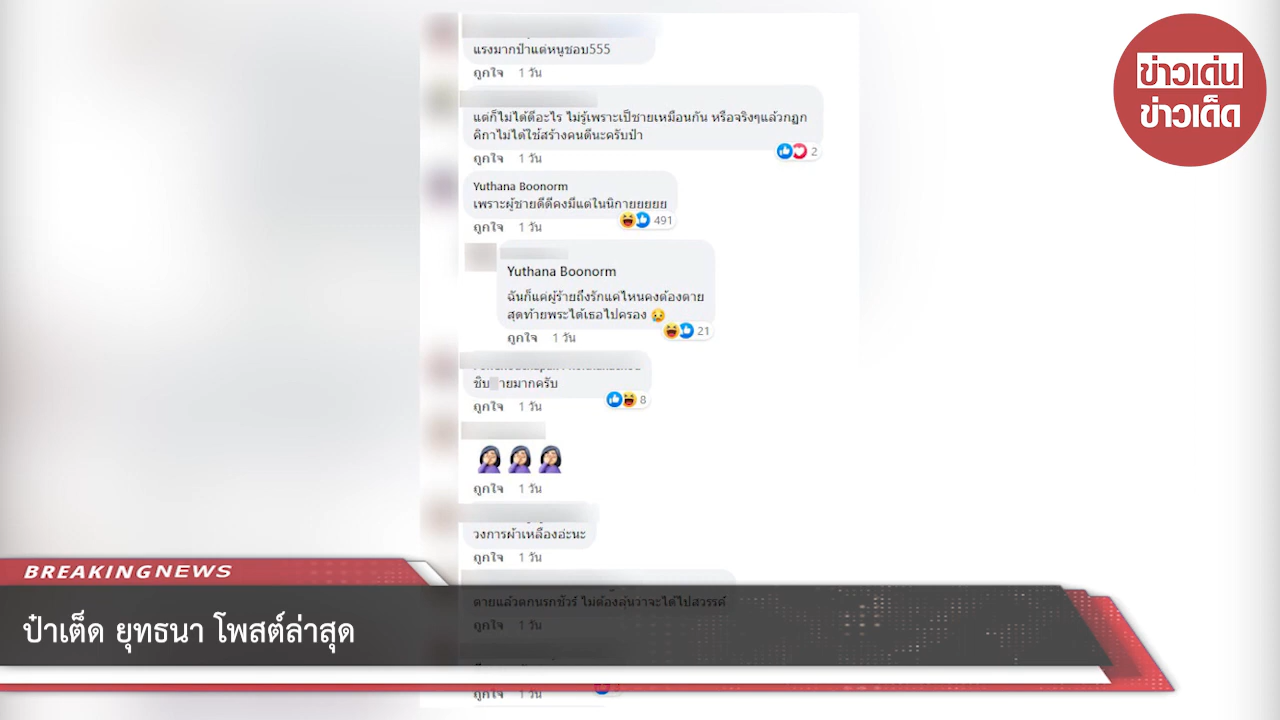 แรงมากป๋าแต่หนูชอบ555
ถูกใจ 1 วัน
แต่ก็ไม่ได้ดีอะไร ไม่รู้เพราะเป็นชายเหมือนกัน หรือจริงๆแล้วกฏก
ติกาไม่ได้ใช้สร้างคนดีนะครับป๋า
2
ถูกใจ 1 วัน
Yuthana Boonorm
เพราะผู้ชายดีดีคงมีแต่ในนิกายยยยย
491
ถูกใจ 1 วัน
Yuthana Boonorm
ฉันก็แค่ผู้ร้ายถึงรักแค่ไหนคงต้องตาย
สุดท้ายพระได้เธอไปครอง 😥
21
ถูกใจ 1 วัน
ายมากครับ
8
ถูกใจ 1 วัน
🤦‍♀️🤦‍♀️🤦‍♀️
ถูกใจ 1 วัน
วงการผ้าเหลืองอ่ะนะ
ถูกใจ 1 วัน
ตายแล้วตกนรกชัวร์ ไม่ต้องลุ้นว่าจะได้ไปสวรรค์
ถูกใจ 1 วัน
ถูกใจ 1 วัน
ข่าวเด่น
ข่าวเด็ด
BREAKINGNEWS
ป๋าเต็ด ยุทธนา โพสต์ล่าสุด